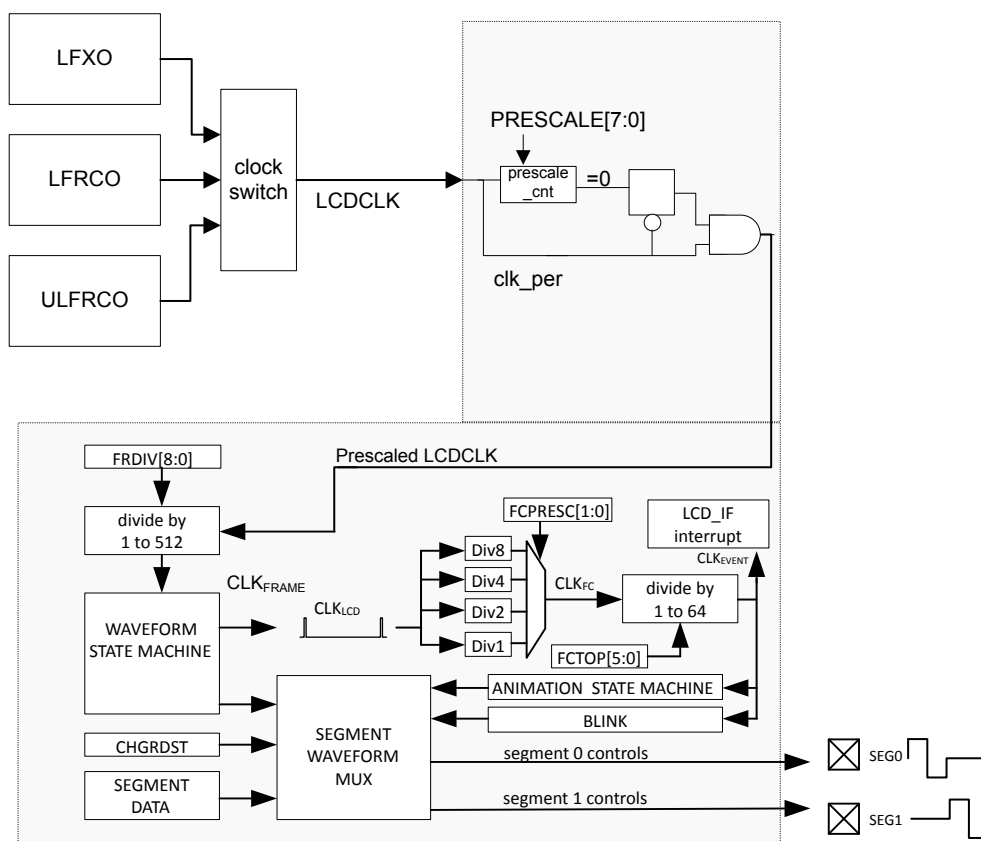 LFXO
LFRCO
ULFRCO
clock
switch
LCDCLK
PRESCALE[7:0]
prescale
_cnt
=0
clk_per
Prescaled LCDCLK
FRDIV[8:0]
divide by
1 to 512
WAVEFORM
STATE MACHINE
CLKFRAME
CLKLCD
FCPRESC[1:0]
Div8
Div4
Div2
Div1
CLKFC
divide by
1 to 64
FCTOP[5:0]
LCD_IF
interrupt
CLKEVENT
ANIMATION STATE MACHINE
BLINK
CHGRDST
SEGMENT
DATA
SEGMENT
WAVEFORM
MUX
segment 0 controls
segment 1 controls
SEG0
SEG1